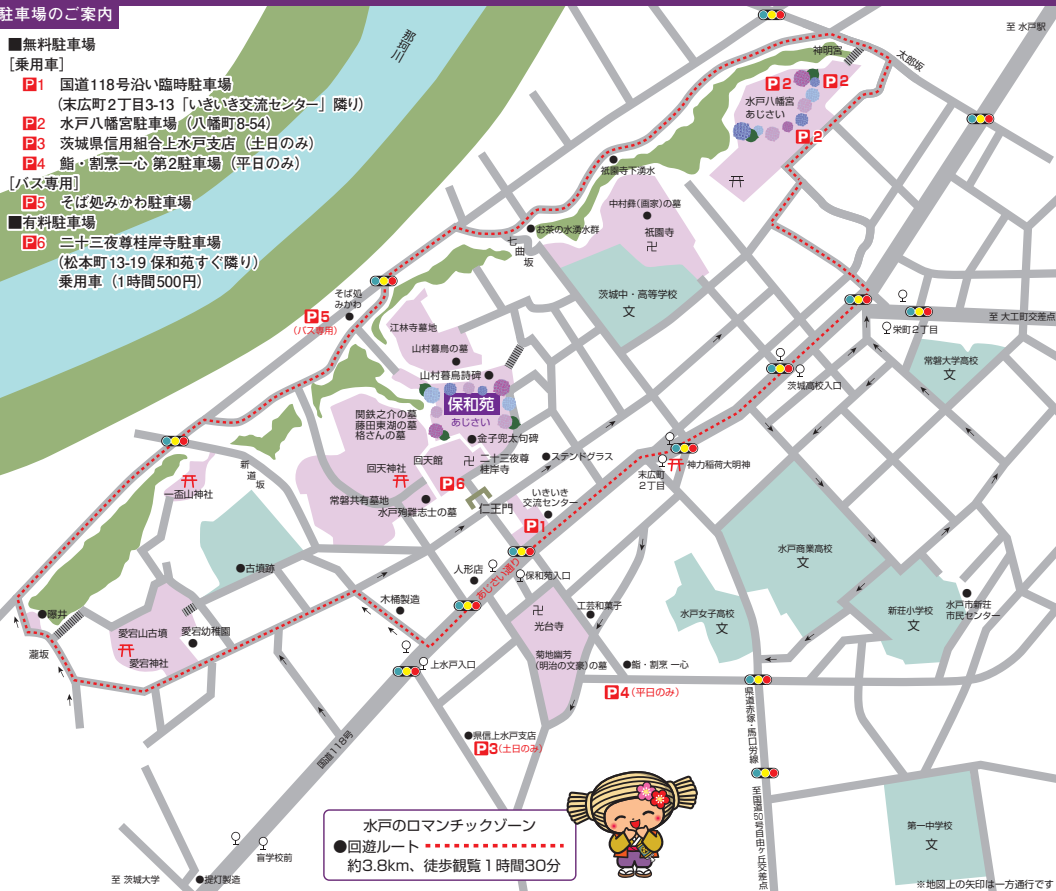 駐車場のご案内
■無料駐車場
[乗用車]
P1 国道118号沿い臨時駐車場
(末広町2丁目3-13「いきいき交流センター」隣り)
P2 水戸八幡宮駐車場（八幡町8-54）
P3 茨城県信用組合上水戸支店（土日のみ）
P4 鮨・割烹一心 第2駐車場（平日のみ）
[バス専用]
P5 そば処みかわ駐車場
■有料駐車場
P6 二十三夜尊桂岸寺駐車場
(松本町13-19 保和苑すぐ隣り)
乗用車（1時間500円）
那珂川
至 水戸駅
神明宮
太郎坂
P2
P2
水戸八幡宮
あじさい
P2
祇園寺下湧水
中村彝(画家)の墓
祇園寺
お茶の水湧水群
七曲坂
茨城中・高等学校
文
そば処
みかわ
P5
(バス専用)
江林寺墓地
山村暮鳥の墓
山村暮鳥詩碑
保和苑
あじさい
関鉄之介の墓
藤田東湖の墓
格さんの墓
金子兜太句碑
回天館
二十三夜尊
桂岸寺
回天神社
P6
常磐共有墓地
水戸殉難志士の墓
仁王門
ステンドグラス
いきいき
交流センター
P1
末広町
2丁目
神力稲荷大明神
茨城高校入口
栄町2丁目
至 大工町交差点
常磐大学高校
文
新道坂
一盃山神社
古墳跡
曝井
瀧坂
愛宕山古墳
愛宕神社
愛宕幼稚園
木桶製造
人形店
あじさい通り
保和苑入口
光台寺
工芸和菓子
菊地幽芳
(明治の文豪)の墓
鮨・割烹 一心
P4(平日のみ)
上水戸入口
県信上水戸支店
P3(土日のみ)
国道118号
水戸女子高校
文
水戸商業高校
文
新荘小学校
文
水戸市新荘
市民センター
県道赤塚・馬口労線
至国道50号自由ヶ丘交差点
第一中学校
文
盲学校前
至 茨城大学
提灯製造
水戸のロマンチックゾーン
●回遊ルート
約3.8km、徒歩観覧1時間30分
※地図上の矢印は一方通行です